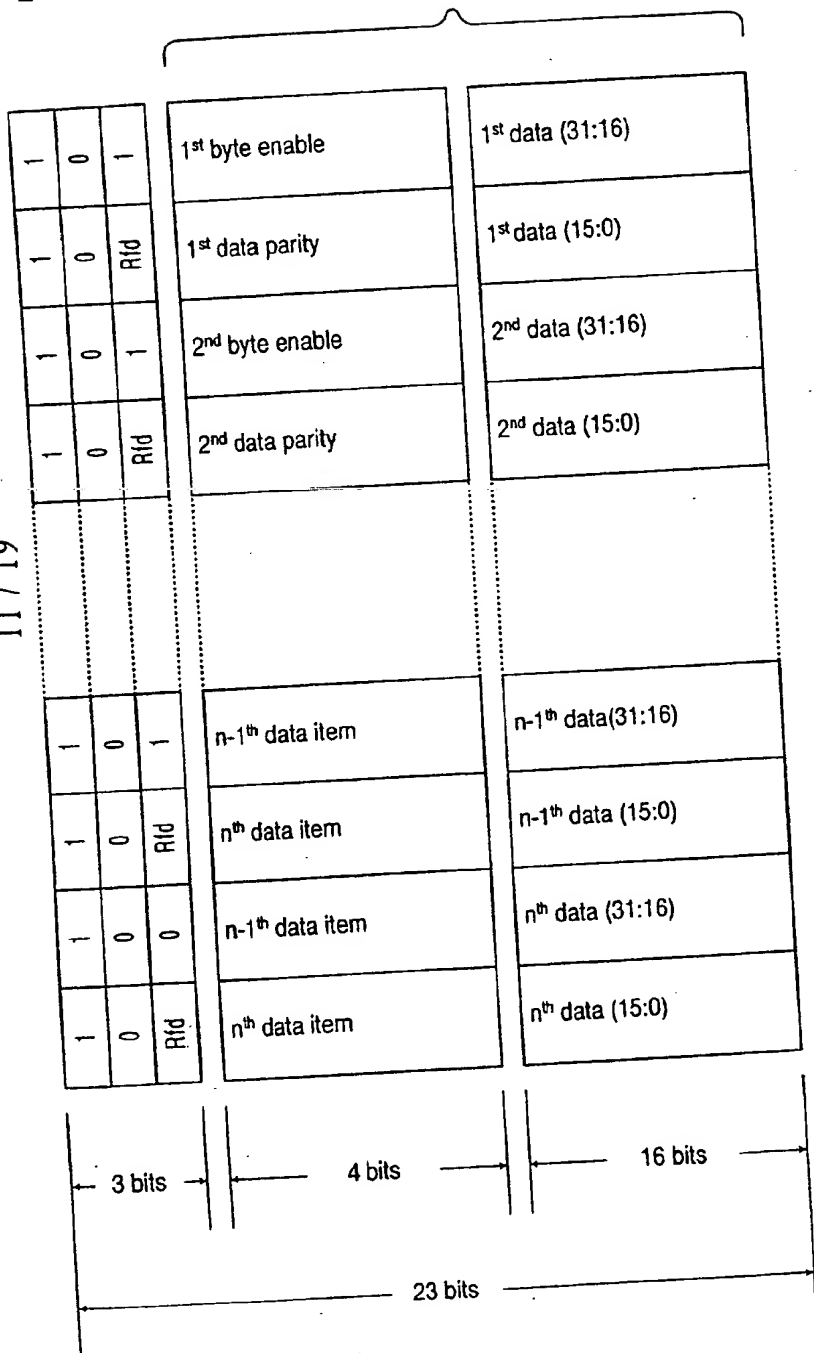 1 0 1 1st byte enable 1st data (31:16)
1 0 Rfd 1st data parity 1st data (15:0)
1 0 1 2nd byte enable 2nd data (31:16)
1 0 Rfd 2nd data parity 2nd data (15:0)
11 / 19
1 0 1 n-1th data item n-1th data(31:16)
1 0 Rfd nth data item n-1th data (15:0)
1 0 0 n-1th data item nth data (31:16)
1 0 Rfd nth data item nth data (15:0)
3 bits 4 bits 16 bits
23 bits